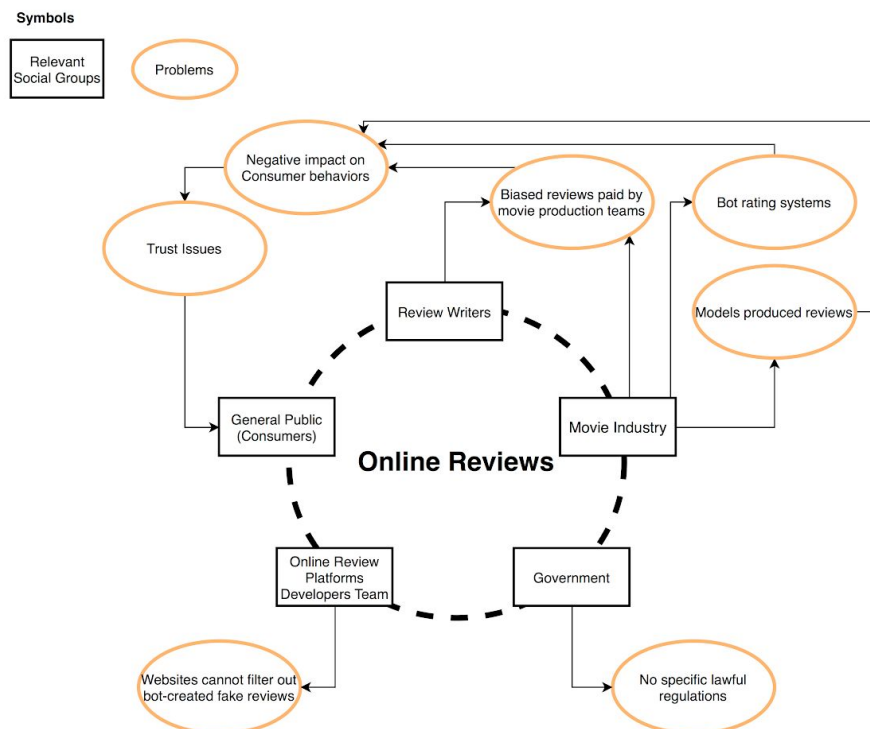 Symbols
Relevant
Social Groups
Problems
Negative impact on
Consumer behaviors
Biased reviews paid by
movie production teams
Bot rating systems
Trust Issues
Review Writers
Models produced reviews
General Public
(Consumers)
Movie Industry
Online Reviews
Online Review
Platforms
Developers Team
Government
Websites cannot filter out
bot-created fake reviews
No specific lawful
regulations